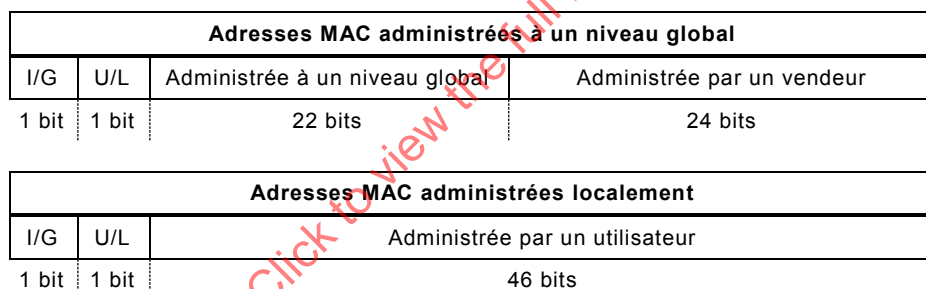 Adresses MAC administrées à un niveau global
I/G U/L Administrée à un niveau global Administrée par un vendeur
1 bit 1 bit 22 bits 24 bits
Adresses MAC administrées localement
I/G U/L Administrée par un utilisateur
1 bit 1 bit 46 bits
Click to view the full